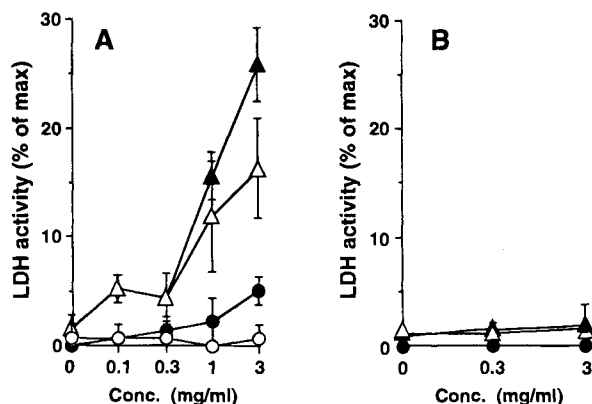 A
30
20
10
0
LDH activity (% of max)
0 0.1 0.3 1 3
Conc. (mg/ml)
B
30
20
10
0
LDH activity (% of max)
0 0.3 3
Conc. (mg/ml)